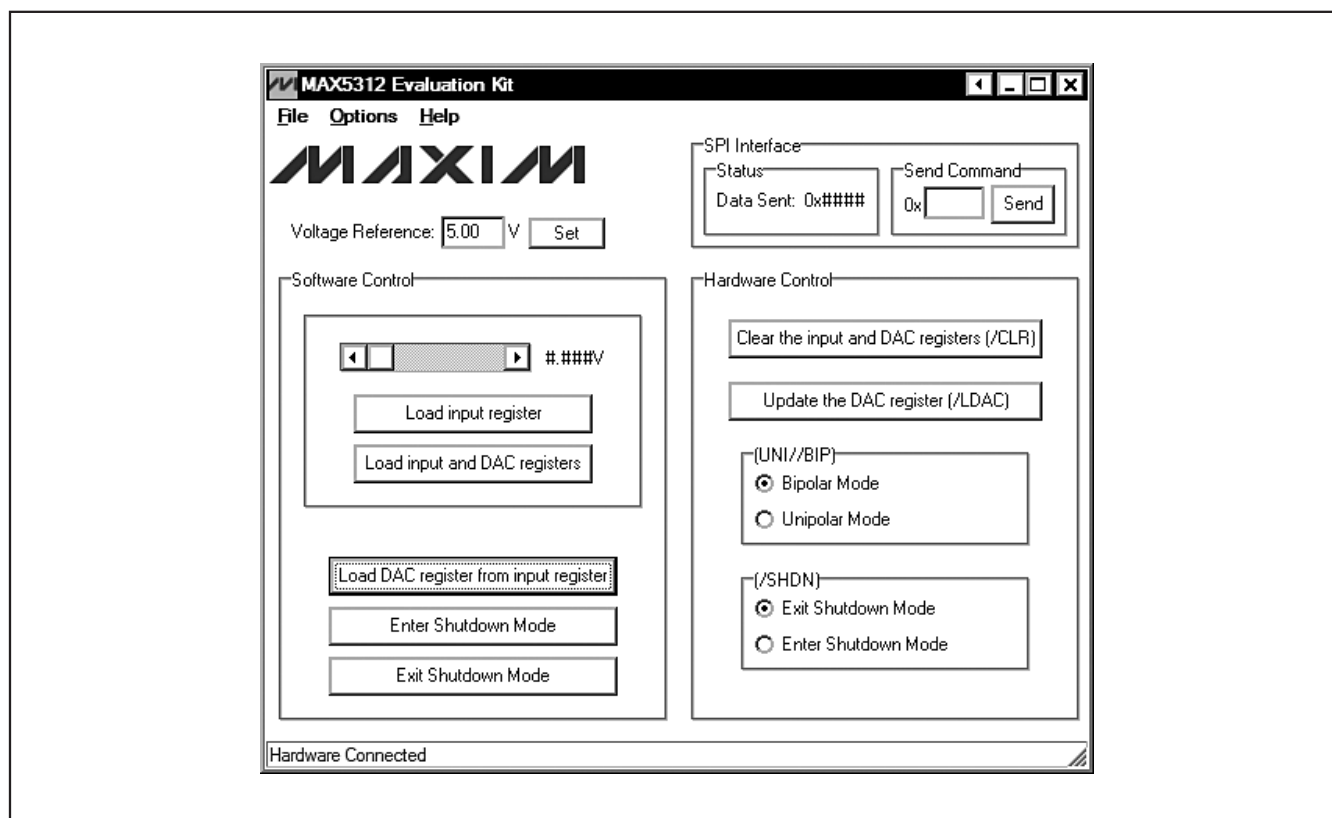 MAX5312 Evaluation Kit
File Options Help
MAXIM
Voltage Reference: 5.00 V Set
SPI Interface
Status
Data Sent: 0x####
Send Command
0x Send
Software Control
#.###V
Load input register
Load input and DAC registers
Load DAC register from input register
Enter Shutdown Mode
Exit Shutdown Mode
Hardware Control
Clear the input and DAC registers (/CLR)
Update the DAC register (/LDAC)
(UNI//BIP)
Bipolar Mode
Unipolar Mode
(/SHDN)
Exit Shutdown Mode
Enter Shutdown Mode
Hardware Connected